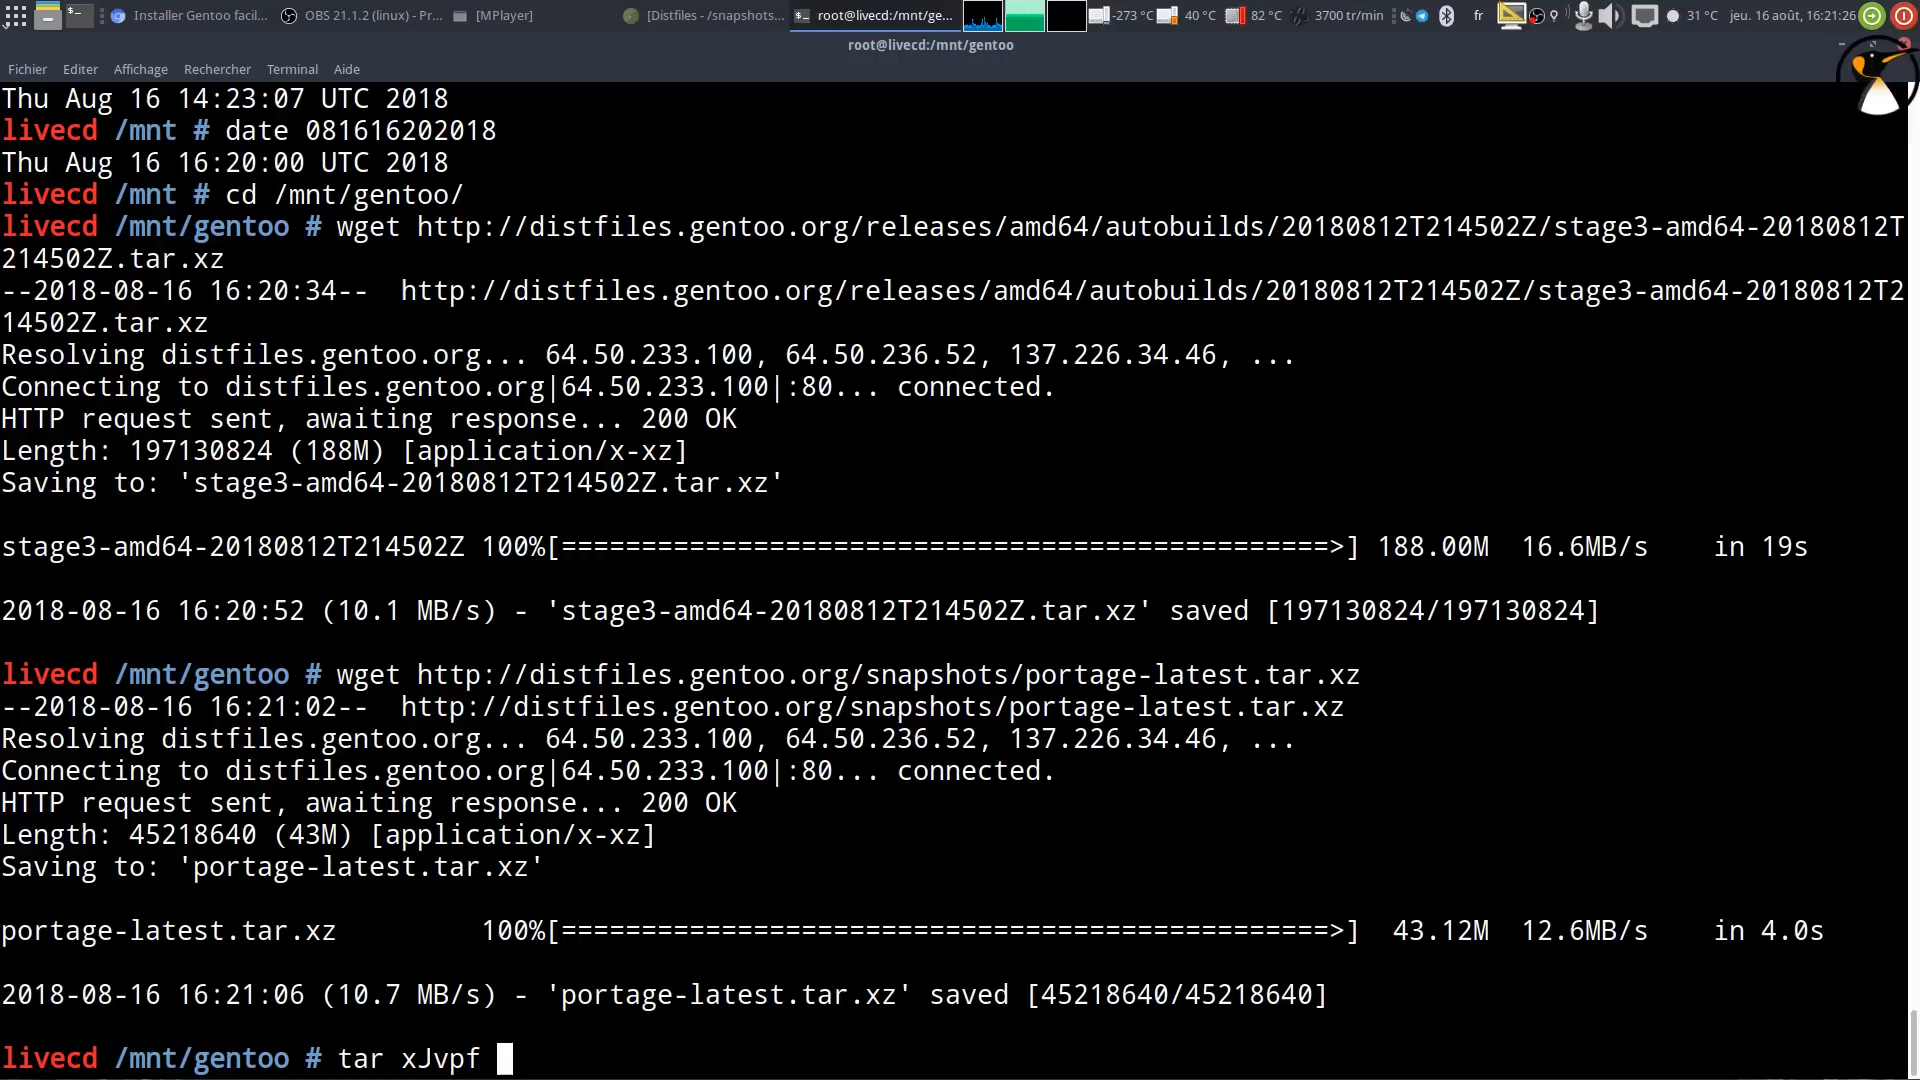 Installer Gentoo facil... OBS 21.1.2 (linux) - Pr... [MPlayer] [Distfiles - /snapshots... root@livecd:/mnt/ge... -273 °C 40 °C 82 °C 3700 tr/min fr 31 °C jeu. 16 août, 16:21:26
root@livecd:/mnt/gentoo
Fichier Editer Affichage Rechercher Terminal Aide
Thu Aug 16 14:23:07 UTC 2018
livecd /mnt # date 081616202018
Thu Aug 16 16:20:00 UTC 2018
livecd /mnt # cd /mnt/gentoo/
livecd /mnt/gentoo # wget http://distfiles.gentoo.org/releases/amd64/autobuilds/20180812T214502Z/stage3-amd64-20180812T
214502Z.tar.xz
--2018-08-16 16:20:34--  http://distfiles.gentoo.org/releases/amd64/autobuilds/20180812T214502Z/stage3-amd64-20180812T2
14502Z.tar.xz
Resolving distfiles.gentoo.org... 64.50.233.100, 64.50.236.52, 137.226.34.46, ...
Connecting to distfiles.gentoo.org|64.50.233.100|:80... connected.
HTTP request sent, awaiting response... 200 OK
Length: 197130824 (188M) [application/x-xz]
Saving to: 'stage3-amd64-20180812T214502Z.tar.xz'
stage3-amd64-20180812T214502Z 100%[================================================>] 188.00M  16.6MB/s    in 19s
2018-08-16 16:20:52 (10.1 MB/s) - 'stage3-amd64-20180812T214502Z.tar.xz' saved [197130824/197130824]
livecd /mnt/gentoo # wget http://distfiles.gentoo.org/snapshots/portage-latest.tar.xz
--2018-08-16 16:21:02--  http://distfiles.gentoo.org/snapshots/portage-latest.tar.xz
Resolving distfiles.gentoo.org... 64.50.233.100, 64.50.236.52, 137.226.34.46, ...
Connecting to distfiles.gentoo.org|64.50.233.100|:80... connected.
HTTP request sent, awaiting response... 200 OK
Length: 45218640 (43M) [application/x-xz]
Saving to: 'portage-latest.tar.xz'
portage-latest.tar.xz         100%[================================================>]  43.12M  12.6MB/s    in 4.0s
2018-08-16 16:21:06 (10.7 MB/s) - 'portage-latest.tar.xz' saved [45218640/45218640]
livecd /mnt/gentoo # tar xJvpf